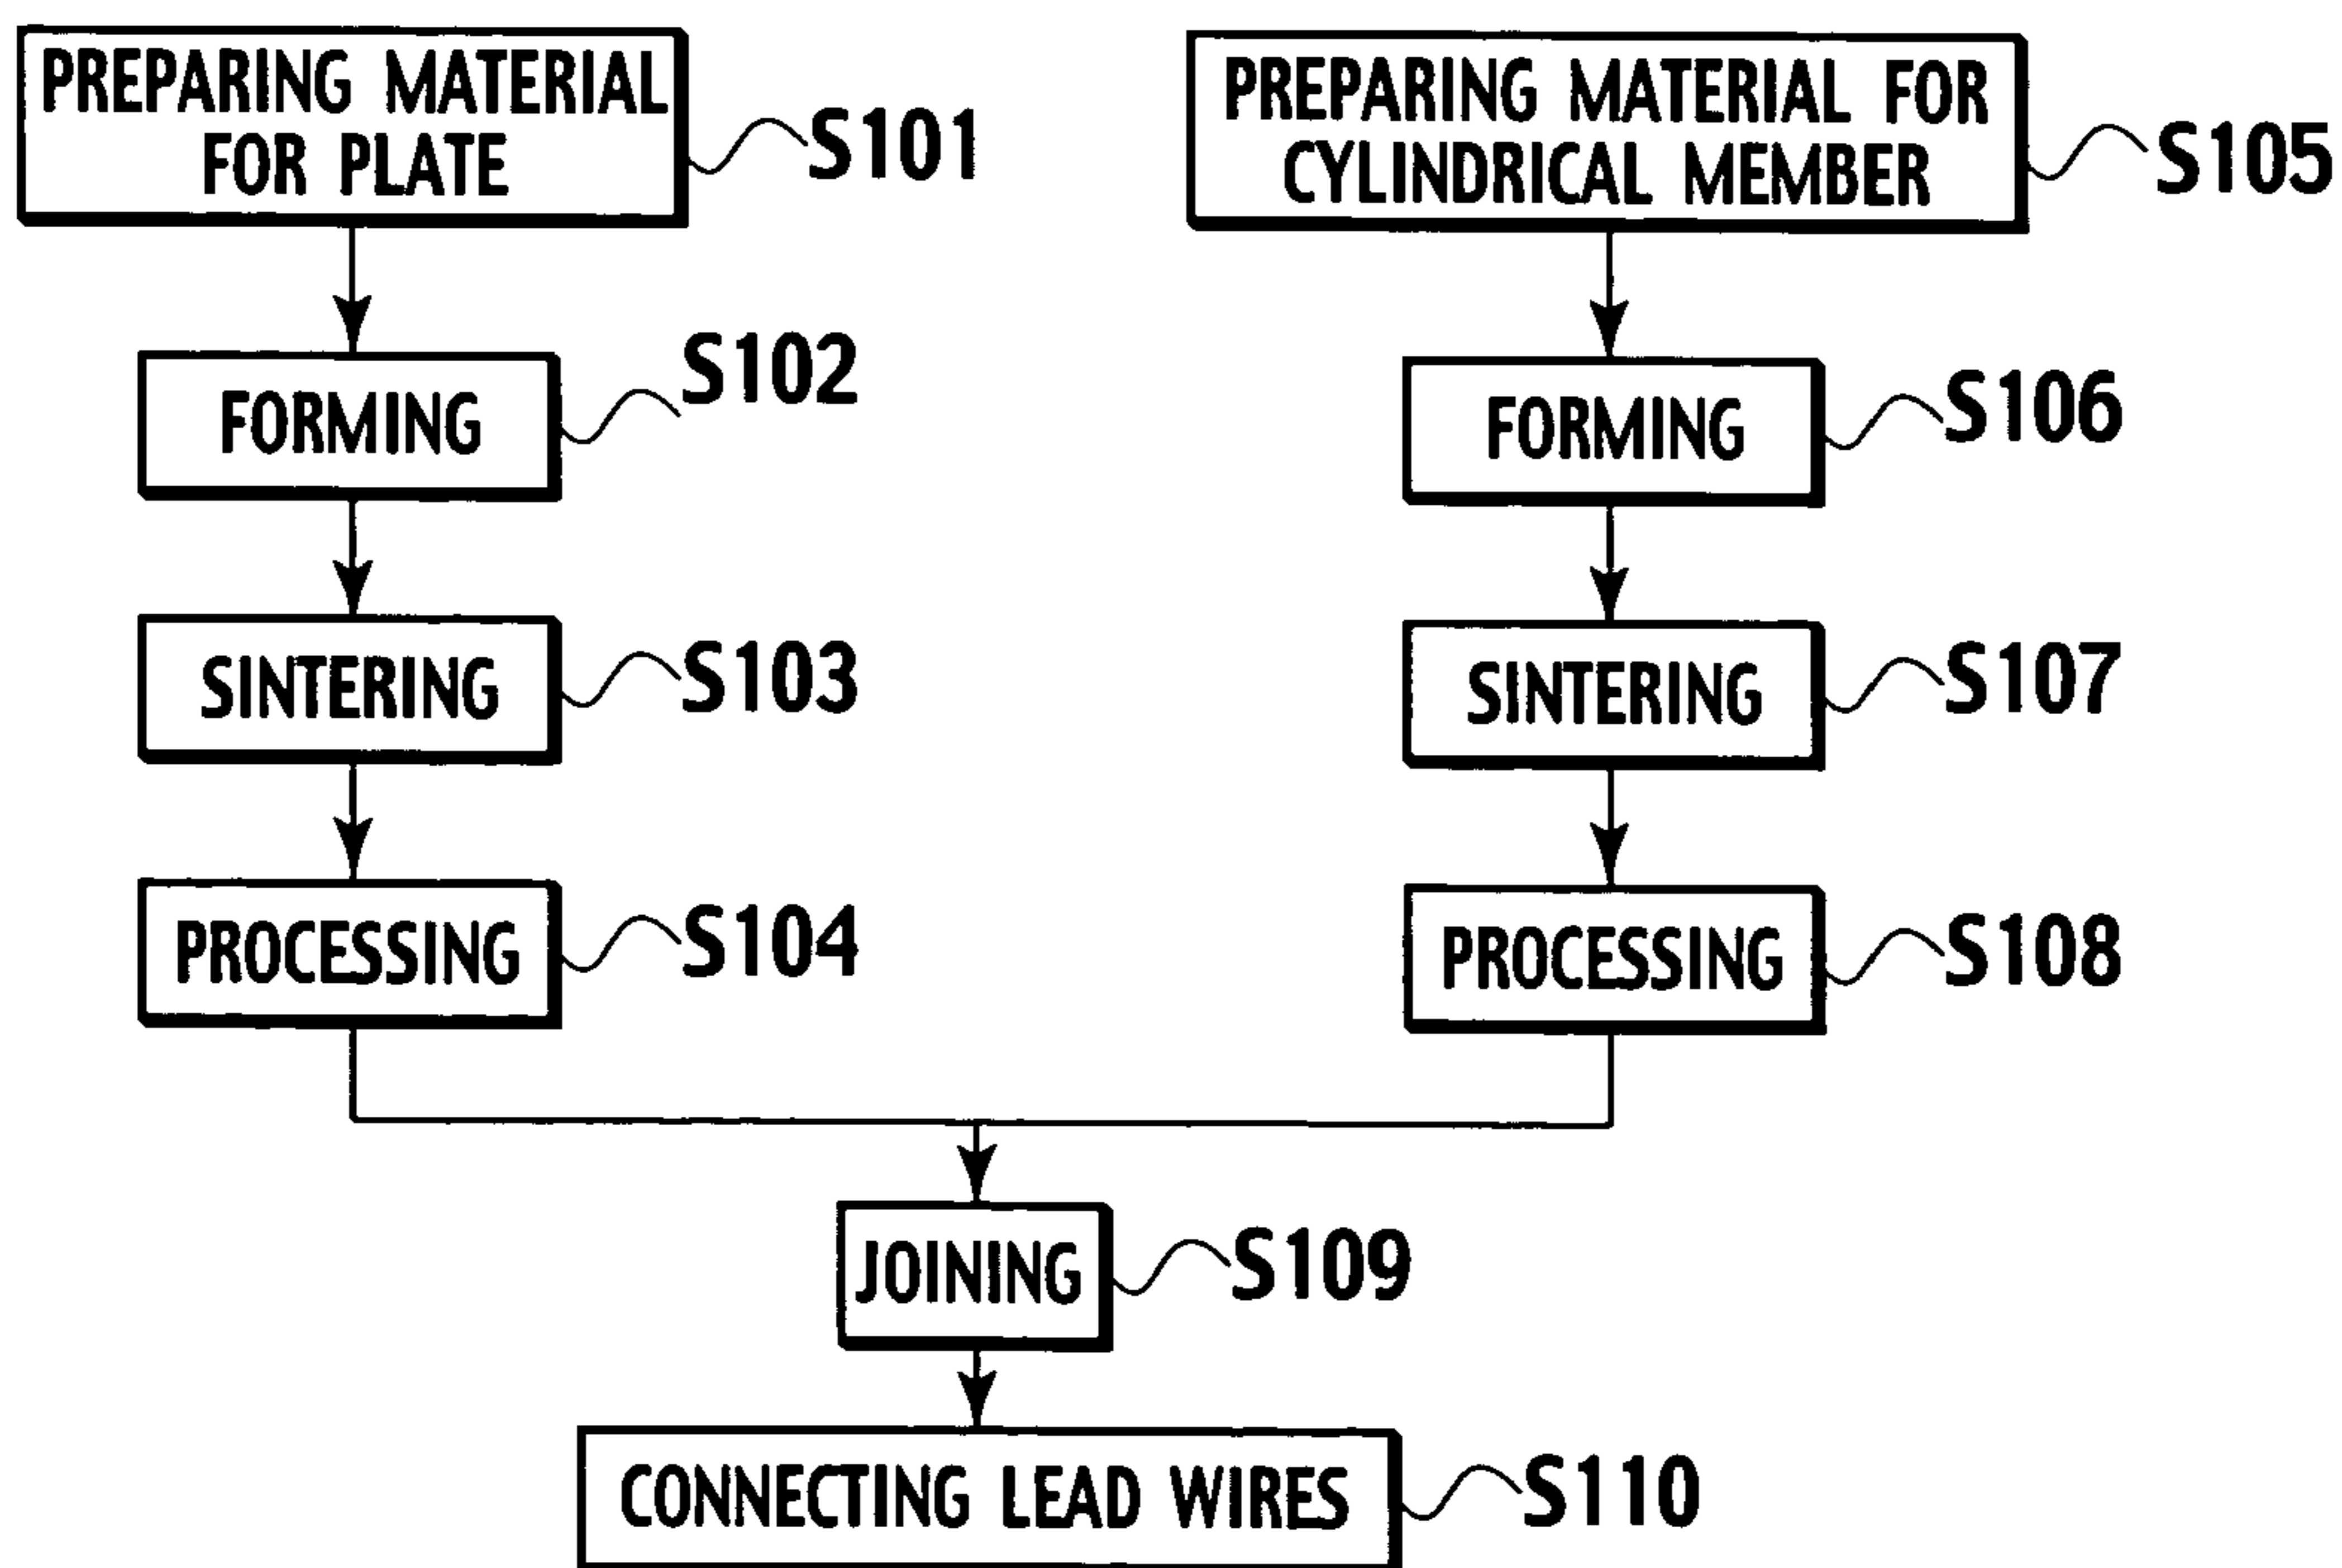 PREPARING MATERIAL
FOR PLATE
S101
FORMING
S102
SINTERING
S103
PROCESSING
S104
PREPARING MATERIAL FOR
CYLINDRICAL MEMBER
S105
FORMING
S106
SINTERING
S107
PROCESSING
S108
JOINING
S109
CONNECTING LEAD WIRES
S110